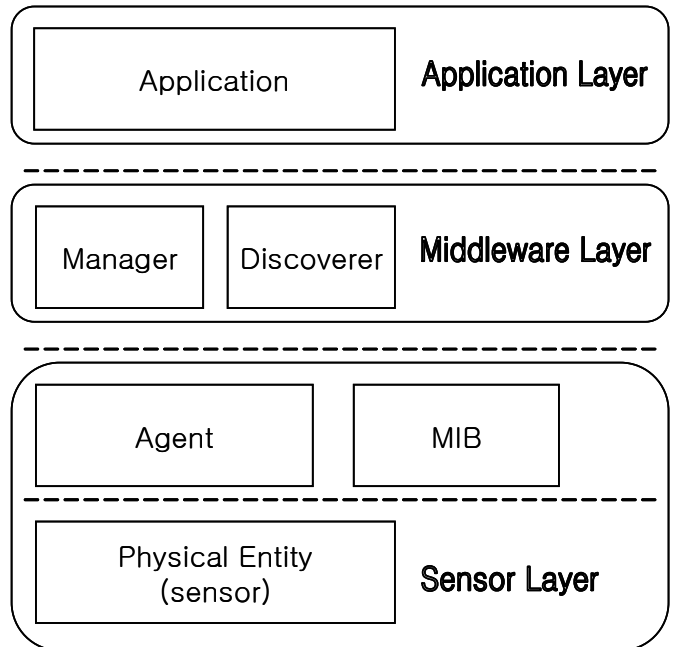 Application
Application Layer
Manager
Discoverer
Middleware Layer
Agent
MIB
Physical Entity
(sensor)
Sensor Layer